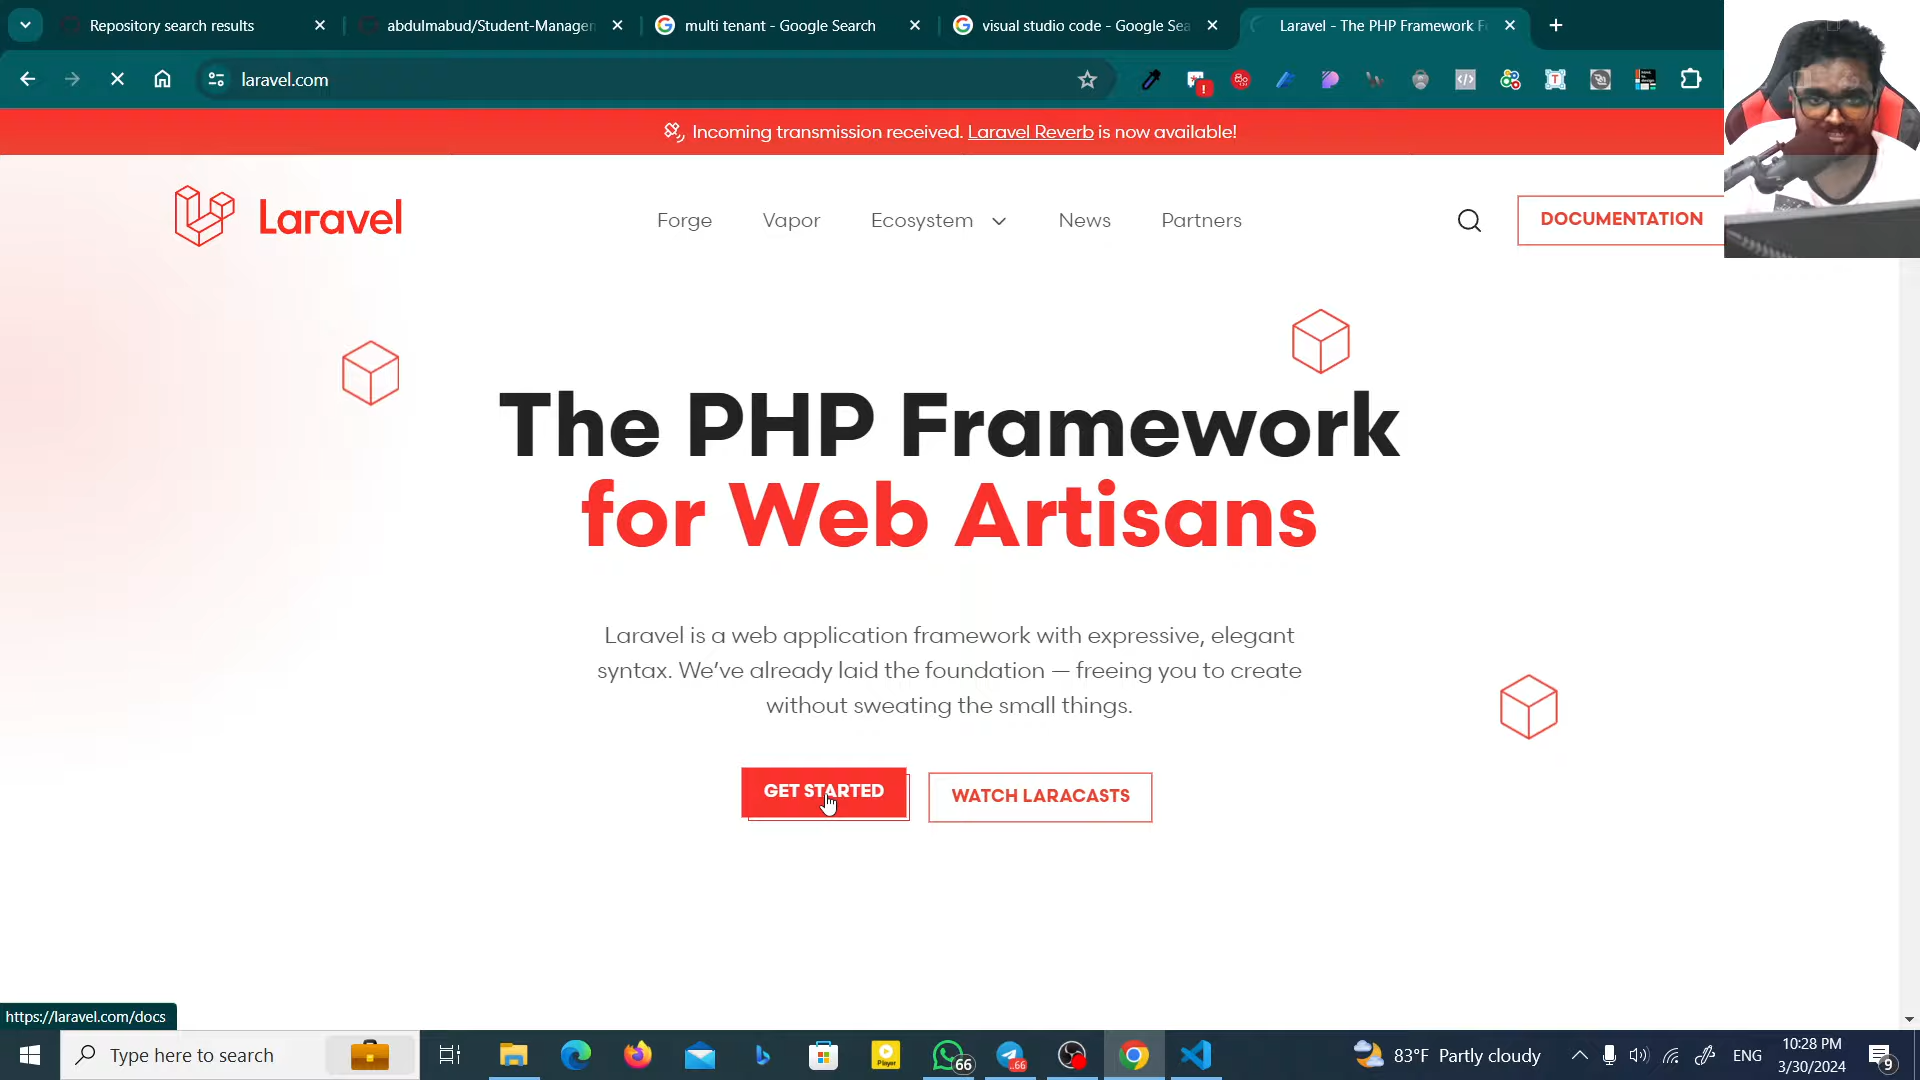 Repository search results
abdulmabud/Student-Manager
multi tenant - Google Search
visual studio code - Google Sea
Laravel - The PHP Framework F
laravel.com
Incoming transmission received. Laravel Reverb is now available!
Laravel
Forge
Vapor
Ecosystem
News
Partners
DOCUMENTATION
The PHP Framework
for Web Artisans
Laravel is a web application framework with expressive, elegant
syntax. We've already laid the foundation — freeing you to create
without sweating the small things.
GET STARTED
WATCH LARACASTS
https://laravel.com/docs
Type here to search
Player
66
66
83°F Partly cloudy
ENG
10:28 PM
3/30/2024
9